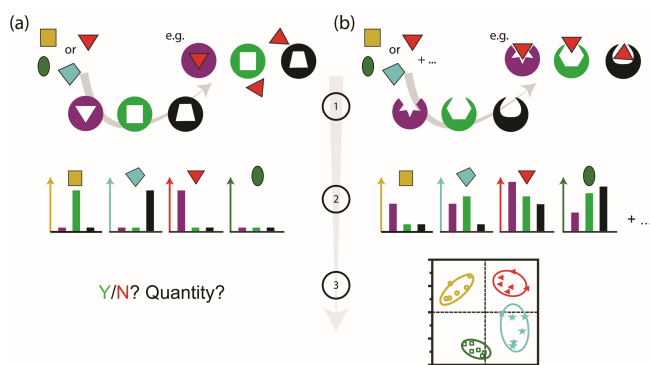 (a)
or
e.g.
(b)
or
+ ...
e.g.
1
2
+ ...
3
Y/N? Quantity?